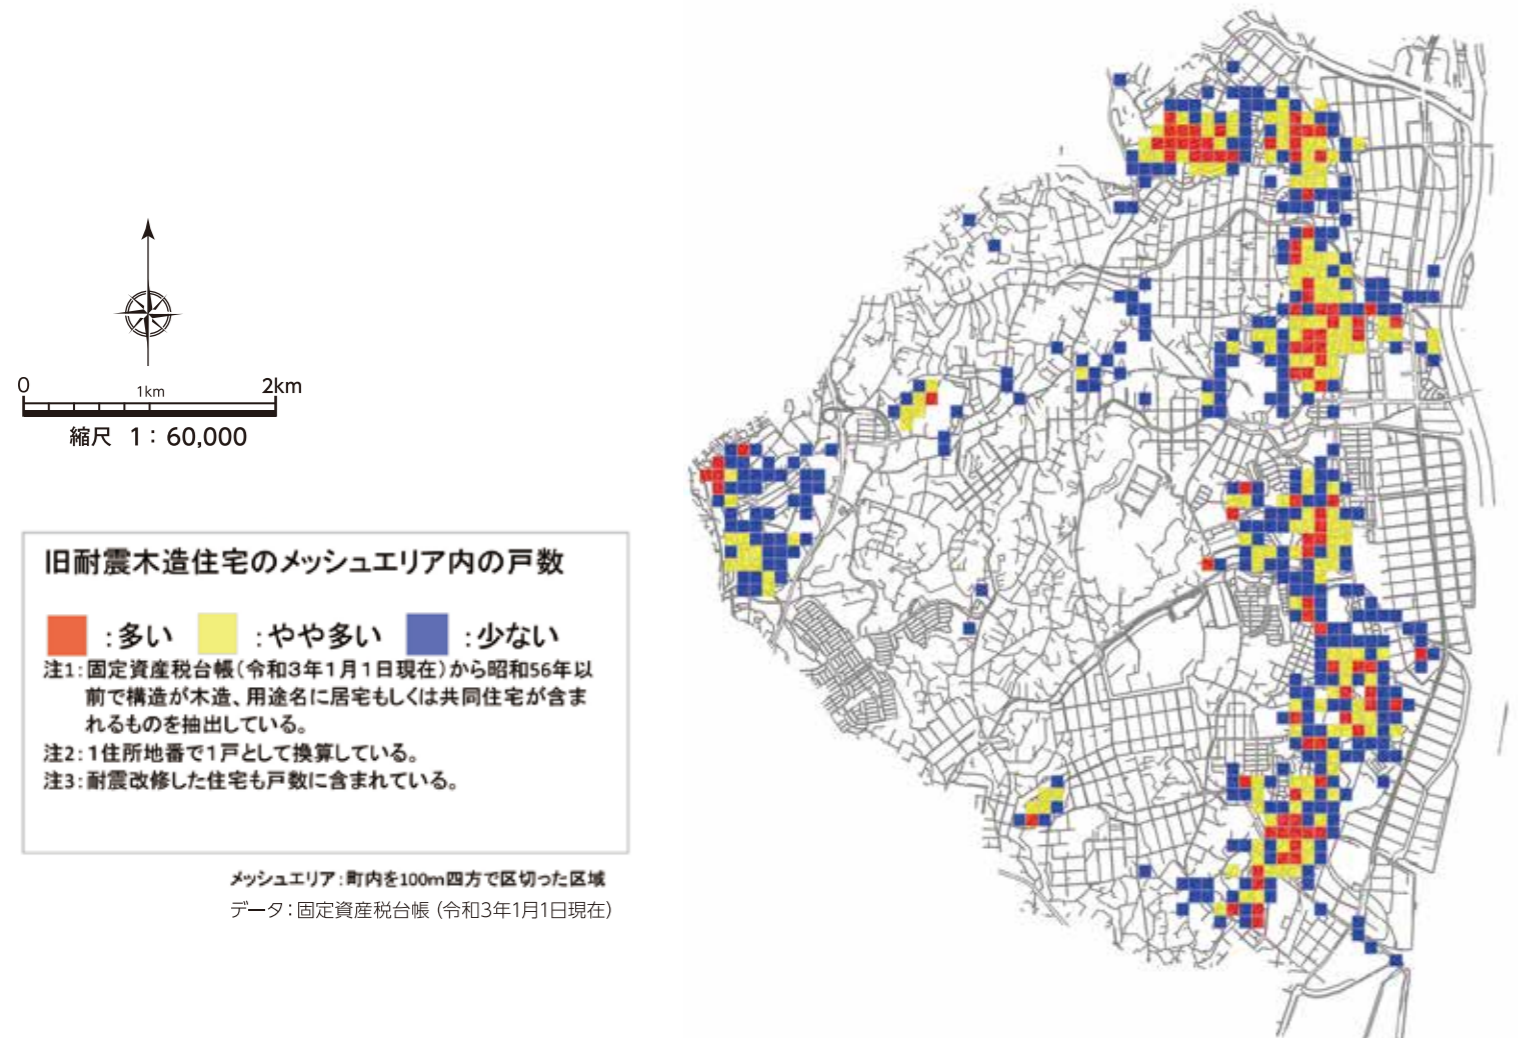 0 1km 2km
縮尺 1：60,000
旧耐震木造住宅のメッシュエリア内の戸数
：多い ：やや多い ：少ない
注1：固定資産税台帳（令和3年1月1日現在）から昭和56年以
前で構造が木造、用途名に居宅もしくは共同住宅が含ま
れるものを抽出している。
注2：1住所地番で1戸として換算している。
注3：耐震改修した住宅も戸数に含まれている。
メッシュエリア：町内を100m四方で区切った区域
データ：固定資産税台帳（令和3年1月1日現在）